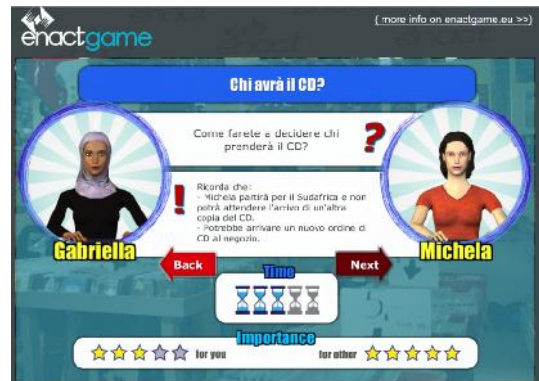 enactgame
( more info on enactgame.eu >>)
Chi avrà il CD?
Come farete a decidere chi
prenderà il CD?
?
!
Ricorda che:
- Michela partirà per il Sudafrica e non
potrà attendere l'arrivo di un'altra
copia del CD.
- Potrebbe arrivare un nuovo ordine di
CD al negozio.
Gabriella
Michela
Back
Next
Time
Importance
for you
for other